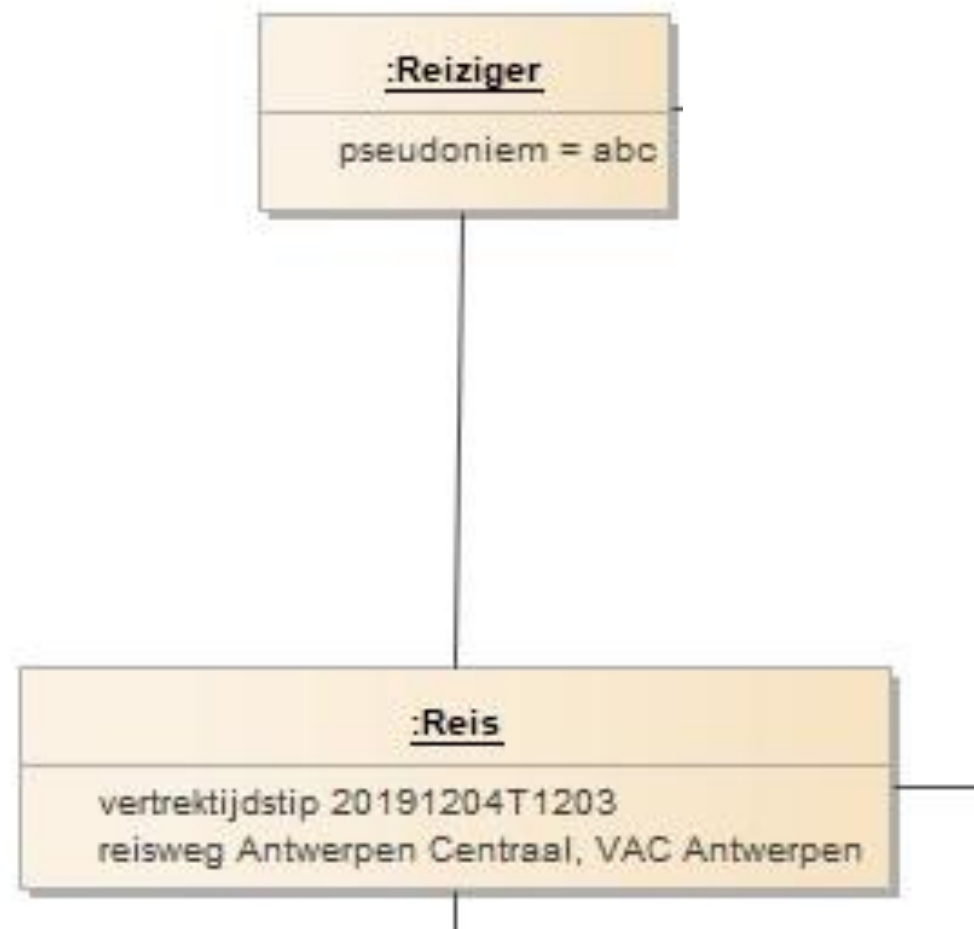 :Reiziger
pseudoniem = abc
:Reis
vertrektijdstip 20191204T1203
reisweg Antwerpen Centraal, VAC Antwerpen